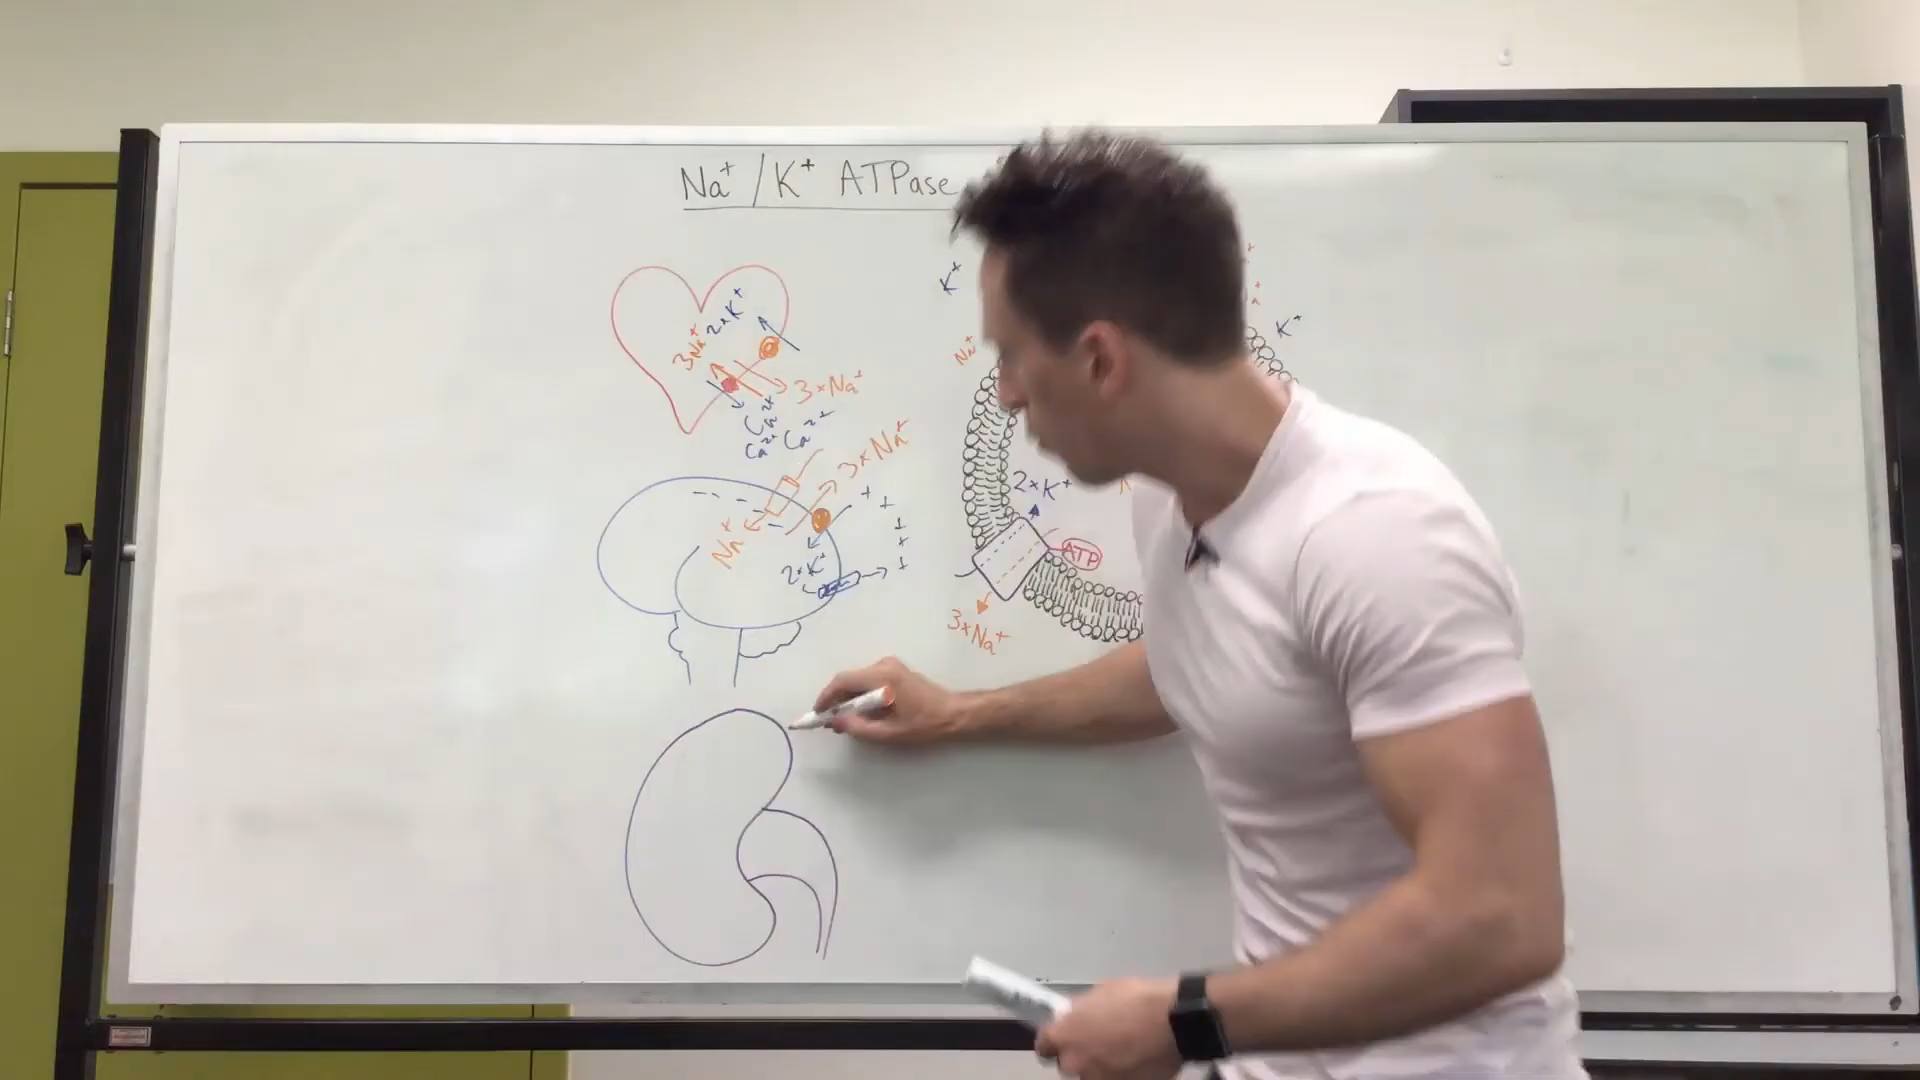 Na⁺/K⁺ ATPase
K⁺
2×K⁺
3Na⁺
3×Na⁺
Ca²⁺
Ca²⁺ Ca²⁺
3×Na⁺
Na⁺
2×K⁺
+
+
+
+
+
K⁺
Na⁺
K⁺
2×K⁺
ATP
3×Na⁺